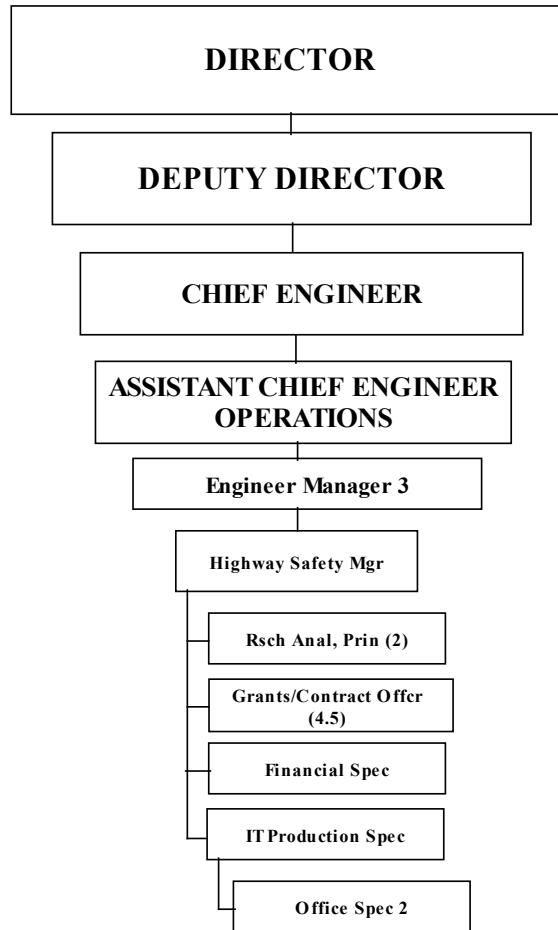 DIRECTOR
DEPUTY DIRECTOR
CHIEF ENGINEER
ASSISTANT CHIEF ENGINEER
OPERATIONS
Engineer Manager 3
Highway Safety Mgr
Rsch Anal, Prin (2)
Grants/Contract Offcr
(4.5)
Financial Spec
IT Production Spec
Office Spec 2